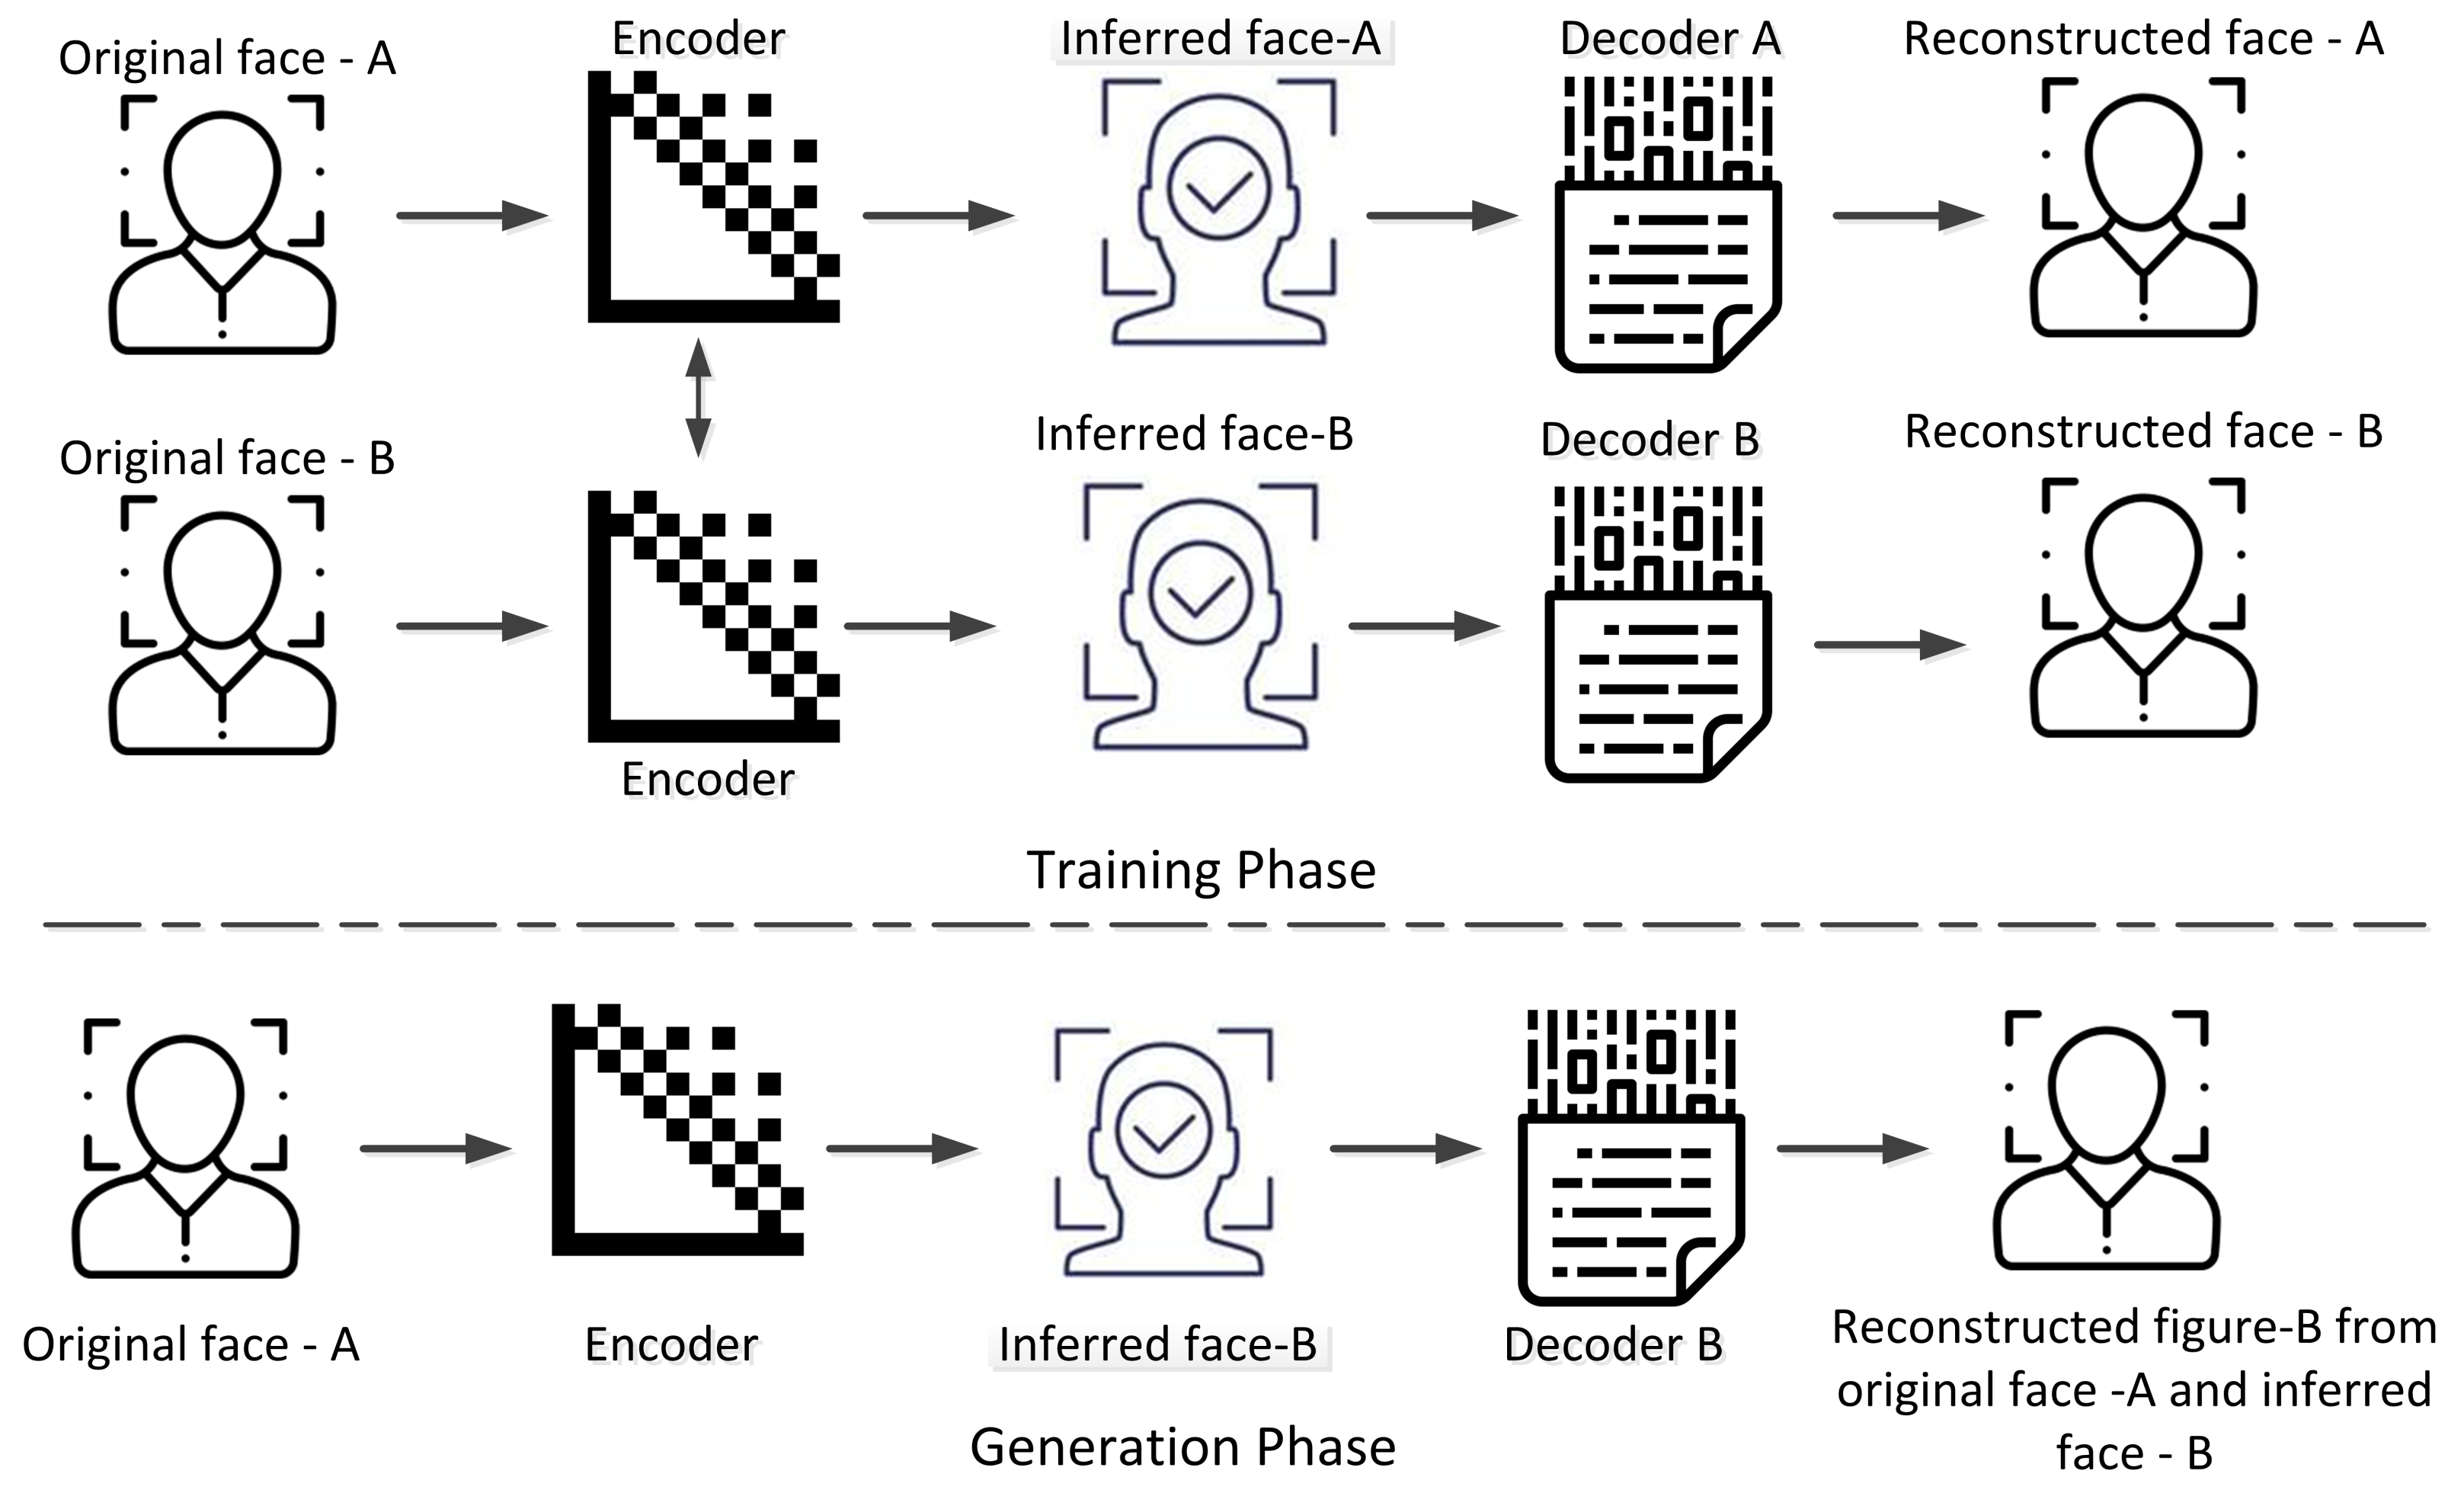 Original face - A
Encoder
Inferred face-A
Decoder A
Reconstructed face - A
Original face - B
Encoder
Inferred face-B
Decoder B
Reconstructed face - B
Training Phase
Original face - A
Encoder
Inferred face-B
Decoder B
Reconstructed figure-B from
original face -A and inferred
face - B
Generation Phase